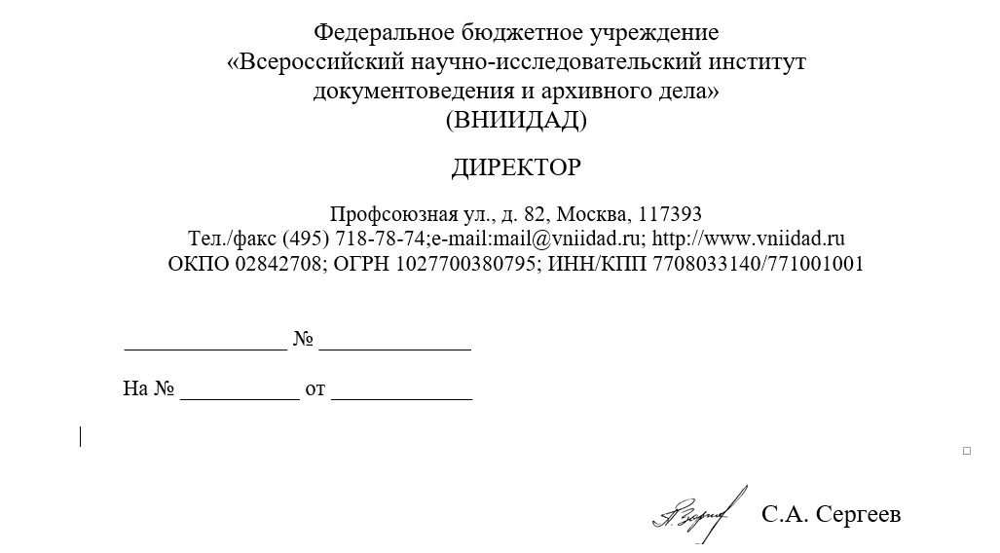 Федеральное бюджетное учреждение
«Всероссийский научно-исследовательский институт
документоведения и архивного дела»
(ВНИИДАД)
ДИРЕКТОР
Профсоюзная ул., д. 82, Москва, 117393
Тел./факс (495) 718-78-74;e-mail:mail@vniidad.ru; http://www.vniidad.ru
ОКПО 02842708; ОГРН 1027700380795; ИНН/КПП 7708033140/771001001
_______________ № ______________
На № ___________ от _____________
С.А. Сергеев